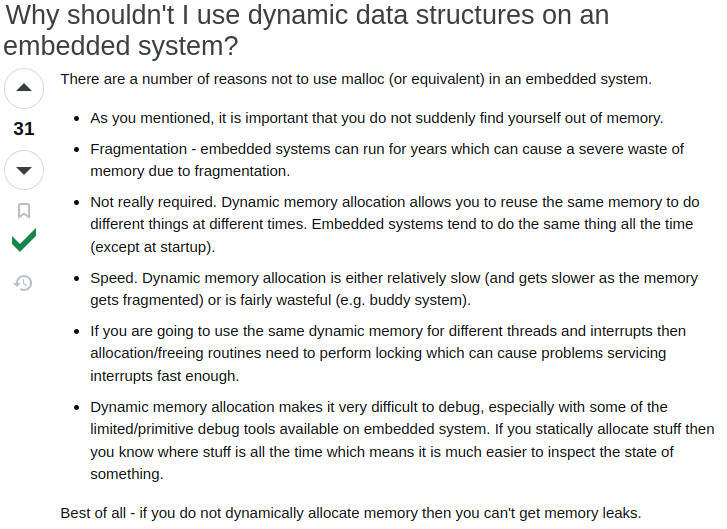 Why shouldn't I use dynamic data structures on an
embedded system?
There are a number of reasons not to use malloc (or equivalent) in an embedded system.
31
• As you mentioned, it is important that you do not suddenly find yourself out of memory.
• Fragmentation - embedded systems can run for years which can cause a severe waste of
memory due to fragmentation.
• Not really required. Dynamic memory allocation allows you to reuse the same memory to do
different things at different times. Embedded systems tend to do the same thing all the time
(except at startup).
• Speed. Dynamic memory allocation is either relatively slow (and gets slower as the memory
gets fragmented) or is fairly wasteful (e.g. buddy system).
• If you are going to use the same dynamic memory for different threads and interrupts then
allocation/freeing routines need to perform locking which can cause problems servicing
interrupts fast enough.
• Dynamic memory allocation makes it very difficult to debug, especially with some of the
limited/primitive debug tools available on embedded system. If you statically allocate stuff then
you know where stuff is all the time which means it is much easier to inspect the state of
something.
Best of all - if you do not dynamically allocate memory then you can't get memory leaks.